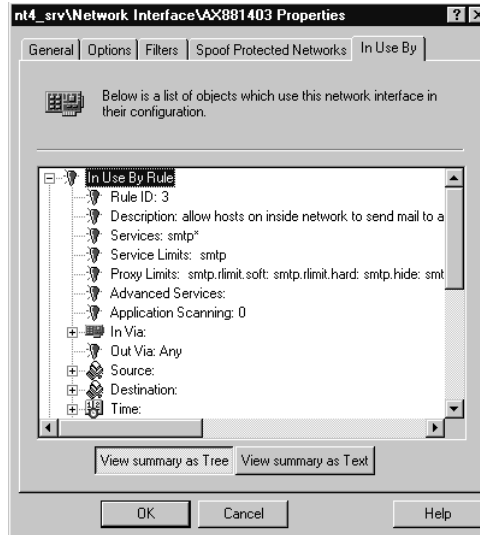 nt4_srv\Network Interface\AX881403 Properties
General Options Filters Spoof Protected Networks In Use By
Below is a list of objects which use this network interface in
their configuration.
In Use By Rule
Rule ID: 3
Description: allow hosts on inside network to send mail to a
Services: smtp*
Service Limits: smtp
Proxy Limits: smtp.rlimit.soft: smtp.rlimit.hard: smtp.hide: smt
Advanced Services:
Application Scanning: 0
In Via:
Out Via: Any
Source:
Destination:
Time:
View summary as Tree View summary as Text
OK Cancel Help